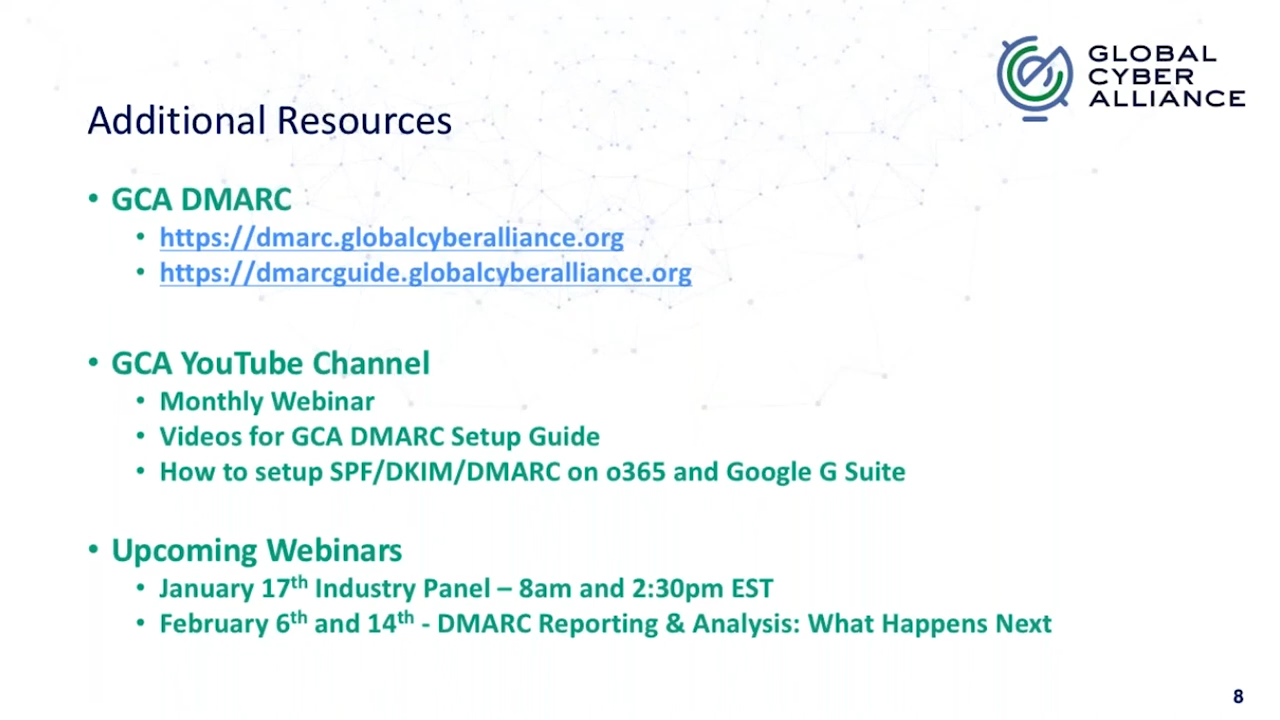 GLOBAL
CYBER
ALLIANCE
Additional Resources
• GCA DMARC
• https://dmarc.globalcyberalliance.org
• https://dmarcguide.globalcyberalliance.org
• GCA YouTube Channel
• Monthly Webinar
• Videos for GCA DMARC Setup Guide
• How to setup SPF/DKIM/DMARC on o365 and Google G Suite
• Upcoming Webinars
• January 17th Industry Panel – 8am and 2:30pm EST
• February 6th and 14th - DMARC Reporting & Analysis: What Happens Next
8